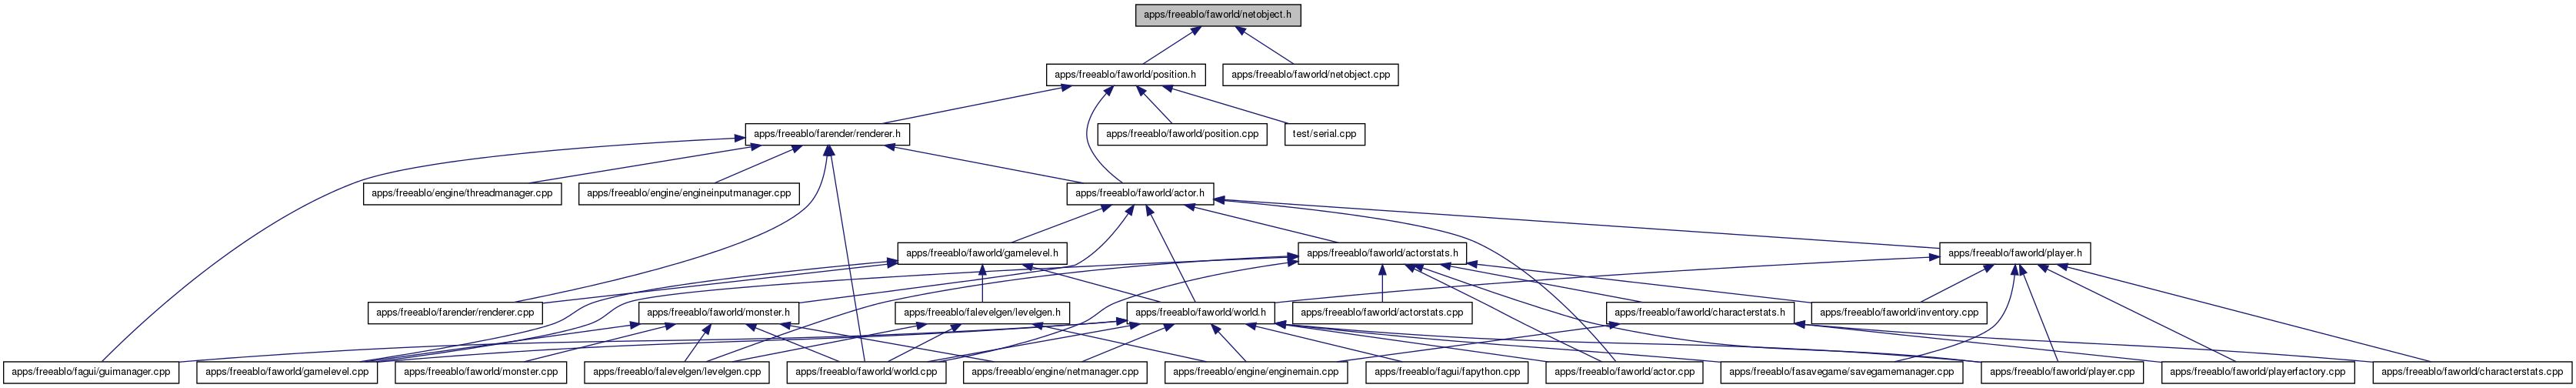 apps/freeablo/faworld/netobject.h
apps/freeablo/faworld/position.h
apps/freeablo/faworld/netobject.cpp
apps/freeablo/farender/renderer.h
apps/freeablo/faworld/position.cpp
test/serial.cpp
apps/freeablo/engine/threadmanager.cpp
apps/freeablo/engine/engineinputmanager.cpp
apps/freeablo/faworld/actor.h
apps/freeablo/faworld/gamelevel.h
apps/freeablo/faworld/actorstats.h
apps/freeablo/faworld/player.h
apps/freeablo/farender/renderer.cpp
apps/freeablo/faworld/monster.h
apps/freeablo/falevelgen/levelgen.h
apps/freeablo/faworld/world.h
apps/freeablo/faworld/actorstats.cpp
apps/freeablo/faworld/characterstats.h
apps/freeablo/faworld/inventory.cpp
apps/freeablo/fagui/guimanager.cpp
apps/freeablo/faworld/gamelevel.cpp
apps/freeablo/faworld/monster.cpp
apps/freeablo/falevelgen/levelgen.cpp
apps/freeablo/faworld/world.cpp
apps/freeablo/engine/netmanager.cpp
apps/freeablo/engine/enginemain.cpp
apps/freeablo/fagui/fapython.cpp
apps/freeablo/faworld/actor.cpp
apps/freeablo/fasavegame/savegamemanager.cpp
apps/freeablo/faworld/player.cpp
apps/freeablo/faworld/playerfactory.cpp
apps/freeablo/faworld/characterstats.cpp